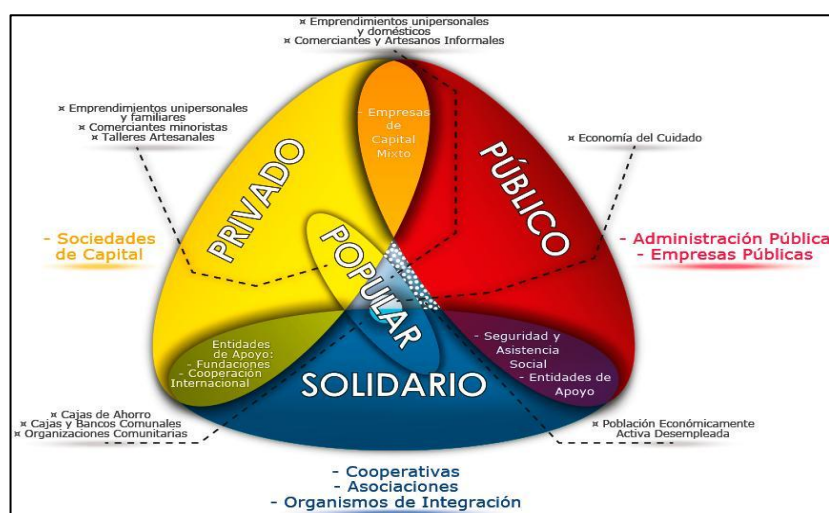 ¤ Emprendimientos unipersonales
y domésticos
¤ Comerciantes y Artesanos Informales
¤ Emprendimientos unipersonales
y familiares
¤ Comerciantes minoristas
¤ Talleres Artesanales
- Empresas
de
Capital
Mixto
¤ Economía del Cuidado
PRIVADO
PÚBLICO
- Sociedades
de Capital
- Administración Pública
- Empresas Públicas
POPULAR
Entidades
de Apoyo:
- Fundaciones
- Cooperación
Internacional
- Seguridad y
Asistencia
Social
- Entidades de
Apoyo
SOLIDARIO
¤ Cajas de Ahorro
¤ Cajas y Bancos Comunales
¤ Organizaciones Comunitarias
¤ Población Económicamente
Activa Desempleada
- Cooperativas
- Asociaciones
- Organismos de Integración